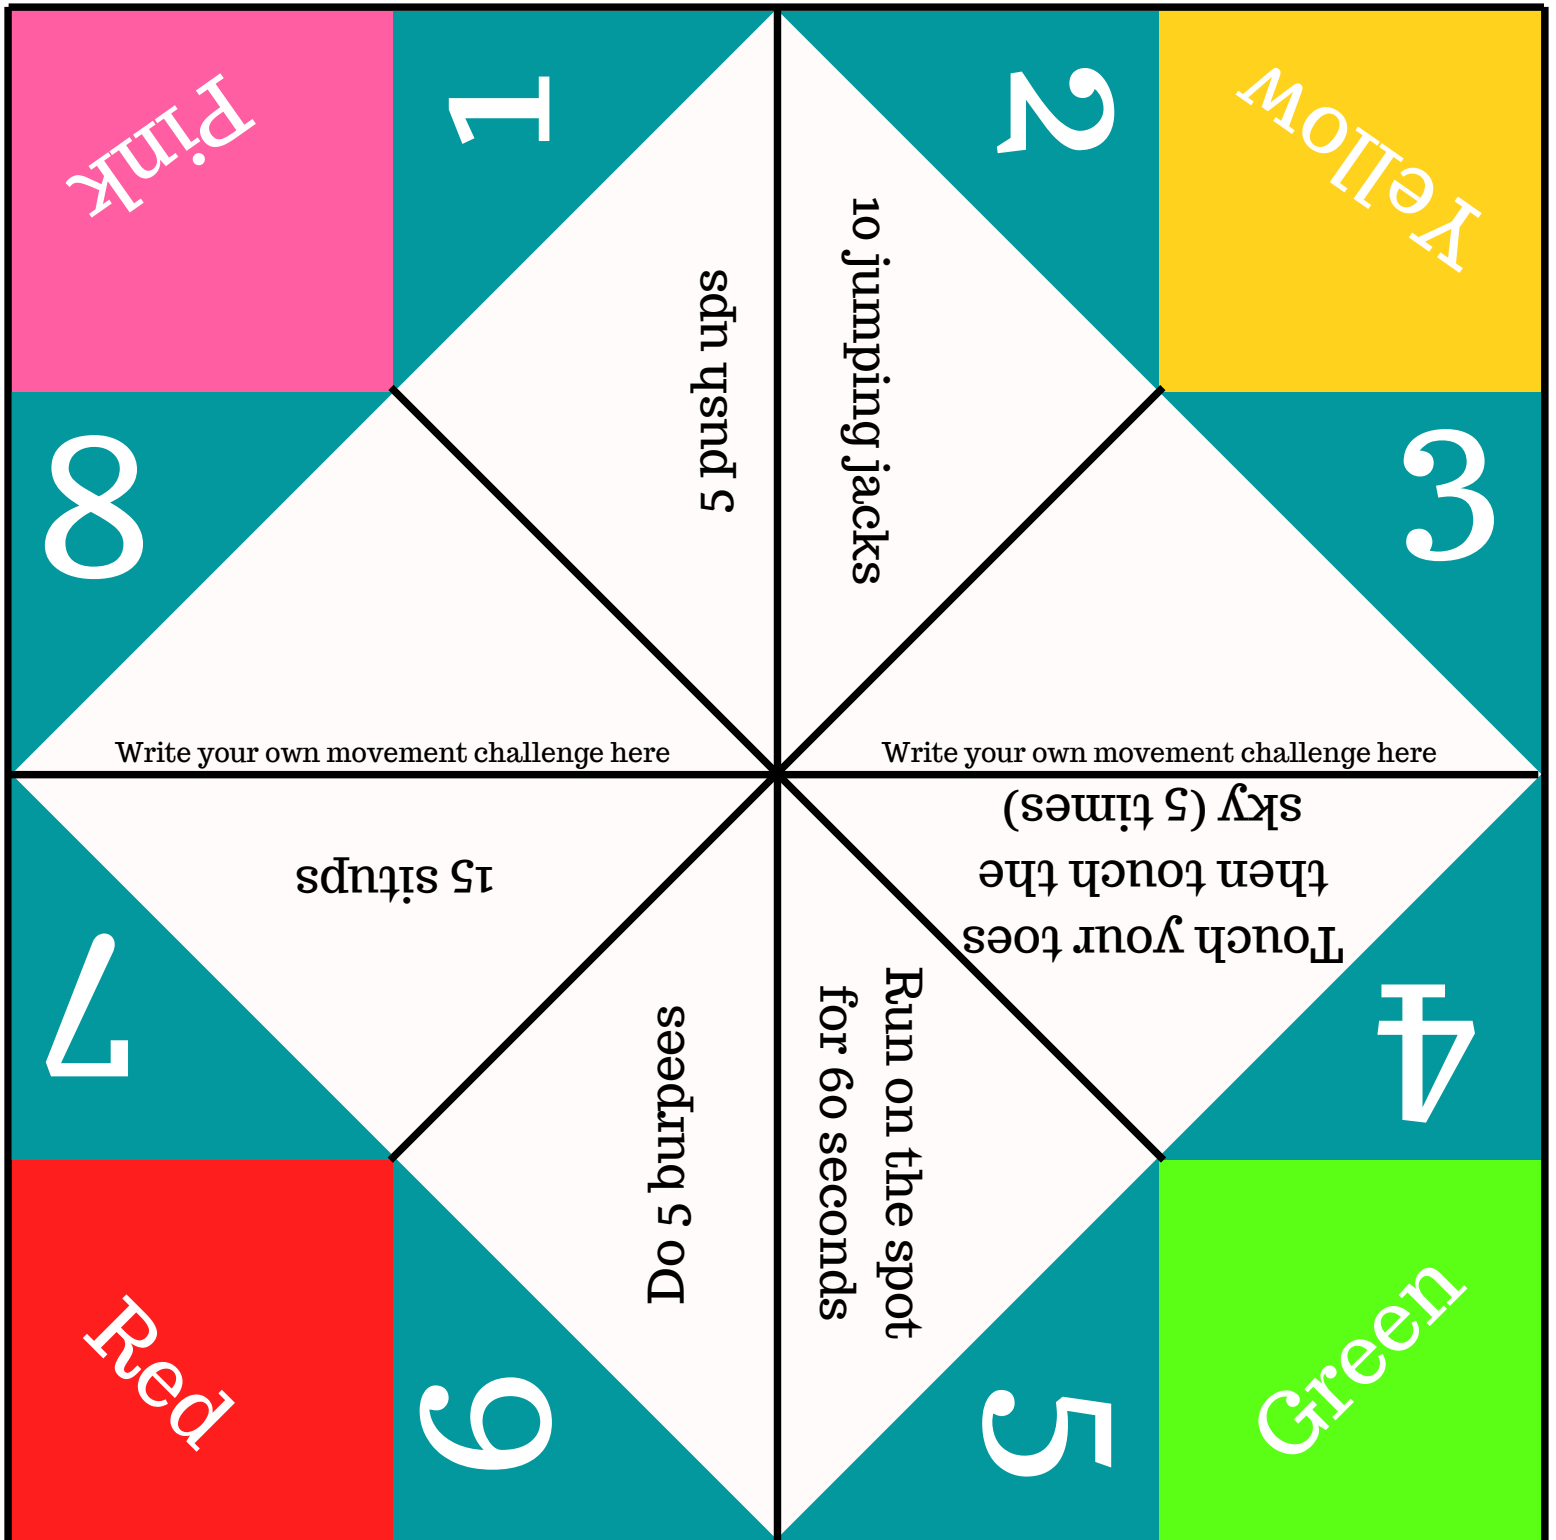 Pink
1
2
Yellow
5 push ups
10 jumping jacks
8
3
Write your own movement challenge here
Write your own movement challenge here
15 situps
Touch your toes
then touch the
sky (5 times)
7
4
Do 5 burpees
Run on the spot
for 60 seconds
Red
6
5
Green